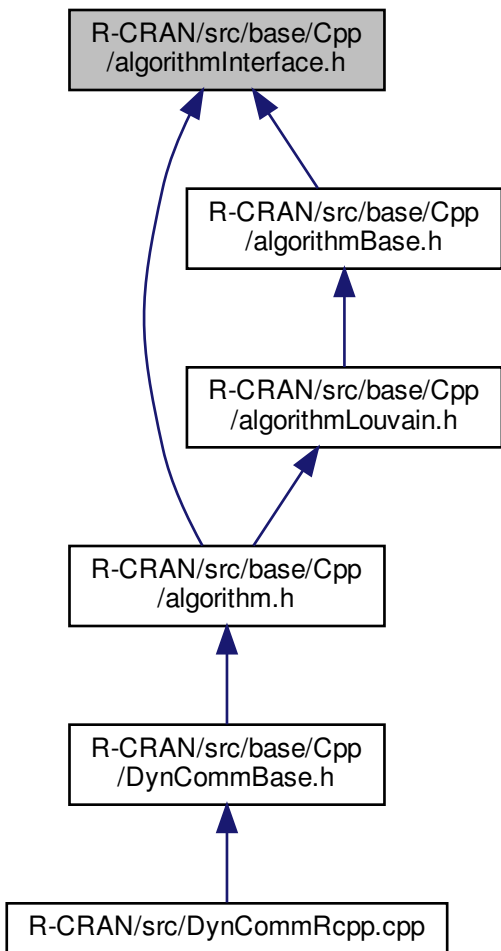 R-CRAN/src/base/Cpp
/algorithmInterface.h
R-CRAN/src/base/Cpp
/algorithmBase.h
R-CRAN/src/base/Cpp
/algorithmLouvain.h
R-CRAN/src/base/Cpp
/algorithm.h
R-CRAN/src/base/Cpp
/DynCommBase.h
R-CRAN/src/DynCommRcpp.cpp